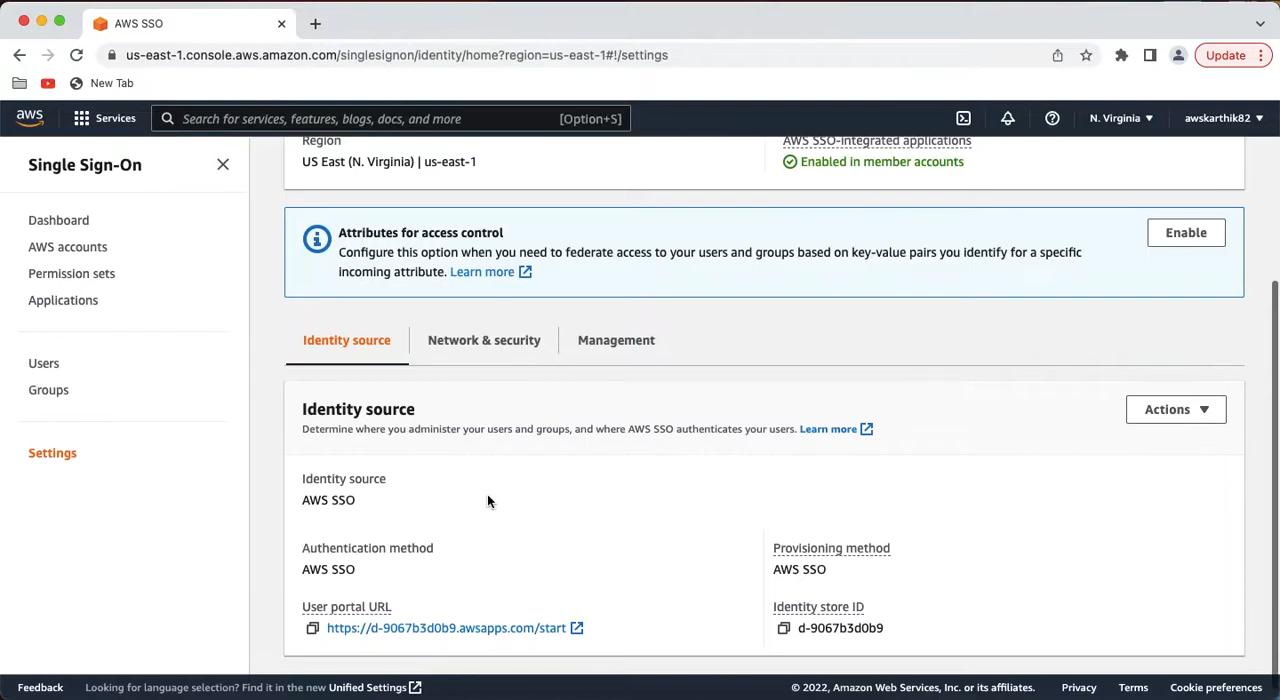 AWS SSO
us-east-1.console.aws.amazon.com/singlesignon/identity/home?region=us-east-1#!/settings
Update
New Tab
aws
Services
Search for services, features, blogs, docs, and more
[Option+S]
N. Virginia
awskarthik82
Single Sign-On
Dashboard
AWS accounts
Permission sets
Applications
Users
Groups
Settings
Region
US East (N. Virginia) | us-east-1
AWS SSO-integrated applications
Enabled in member accounts
Attributes for access control
Configure this option when you need to federate access to your users and groups based on key-value pairs you identify for a specific
incoming attribute. Learn more
Enable
Identity source
Network & security
Management
Identity source
Determine where you administer your users and groups, and where AWS SSO authenticates your users. Learn more
Actions
Identity source
AWS SSO
Authentication method
AWS SSO
Provisioning method
AWS SSO
User portal URL
https://d-9067b3d0b9.awsapps.com/start
Identity store ID
d-9067b3d0b9
Feedback
Looking for language selection? Find it in the new Unified Settings
© 2022, Amazon Web Services, Inc. or its affiliates.
Privacy
Terms
Cookie preferences